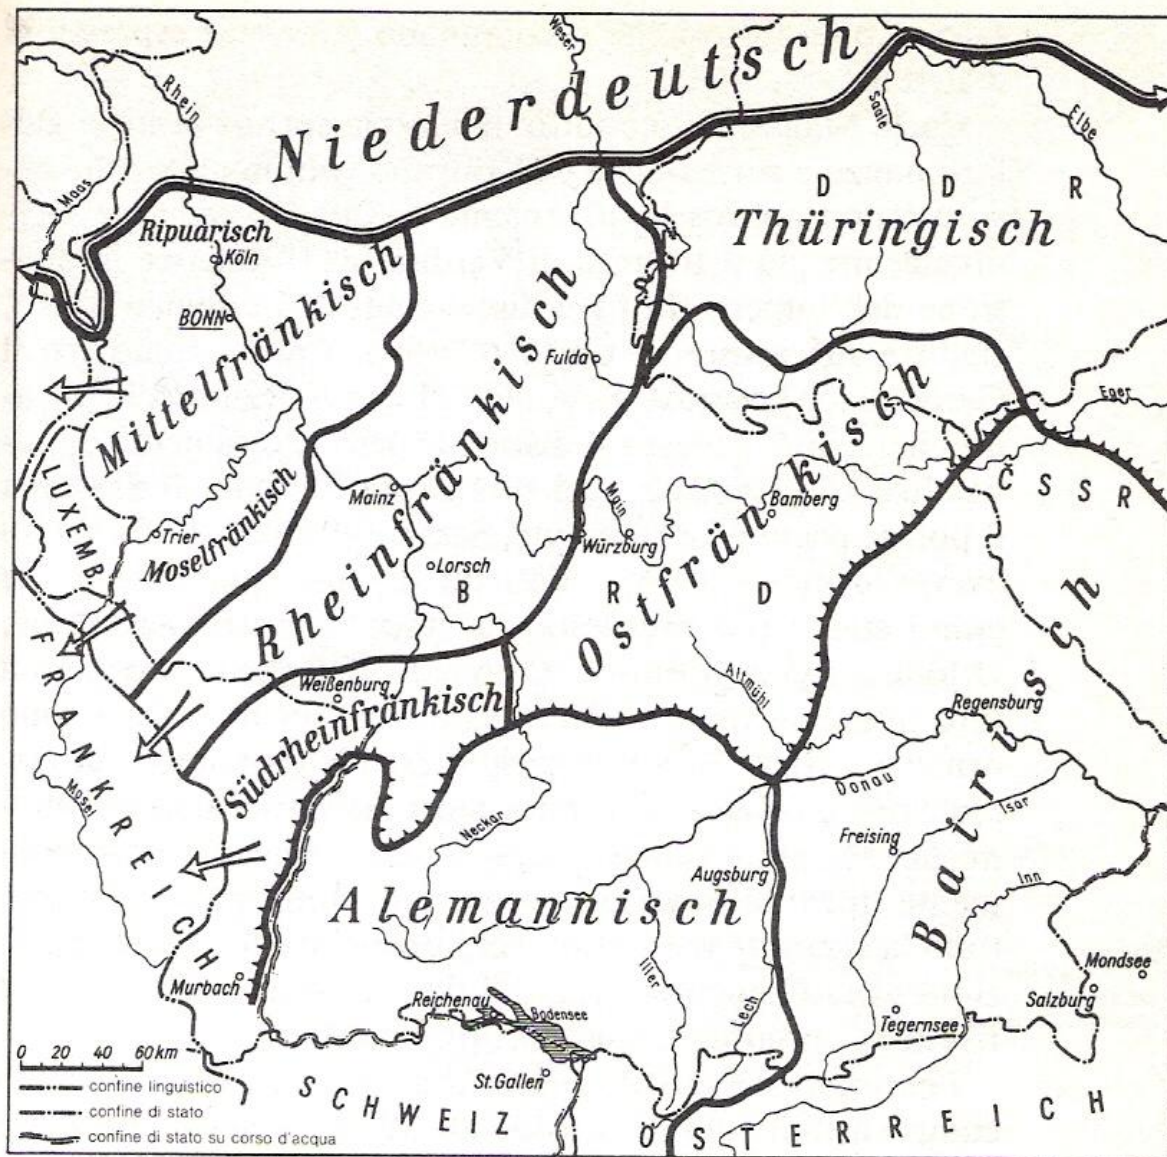 Niederdeutsch
Weser
Rhein
Maas
Saale
Elbe
D D R
Thüringisch
Ripuarisch
Köln
BONN
Mittelfränkisch
Fulda
Eger
ČSSR
LUXEMB.
Trier
Moselfränkisch
Mainz
Main
Bamberg
Würzburg
Lorsch
B R D
Rheinfränkisch
Ostfränkisch
FRANKREICH
Weißenburg
Südrheinfränkisch
Altmühl
Regensburg
Donau
Isar
Mosel
Neckar
Freising
Augsburg
Inn
Bairisch
Alemannisch
Murbach
Iller
Lech
Mondsee
Salzburg
Reichenau
Bodensee
Tegernsee
St.Gallen
SCHWEIZ
ÖSTERREICH
0 20 40 60 km
confine linguistico
confine di stato
confine di stato su corso d'acqua